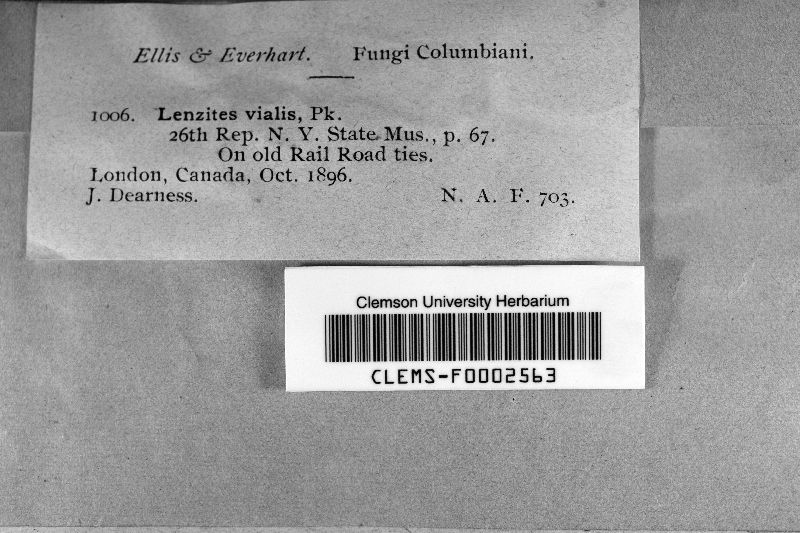 Ellis & Everhart. Fungi Columbiani.
1006. Lenzites vialis, Pk.
26th Rep. N. Y. State Mus., p. 67.
On old Rail Road ties.
London, Canada, Oct. 1896.
J. Dearness. N. A. F. 703.
Clemson University Herbarium
CLEMS-F0002563